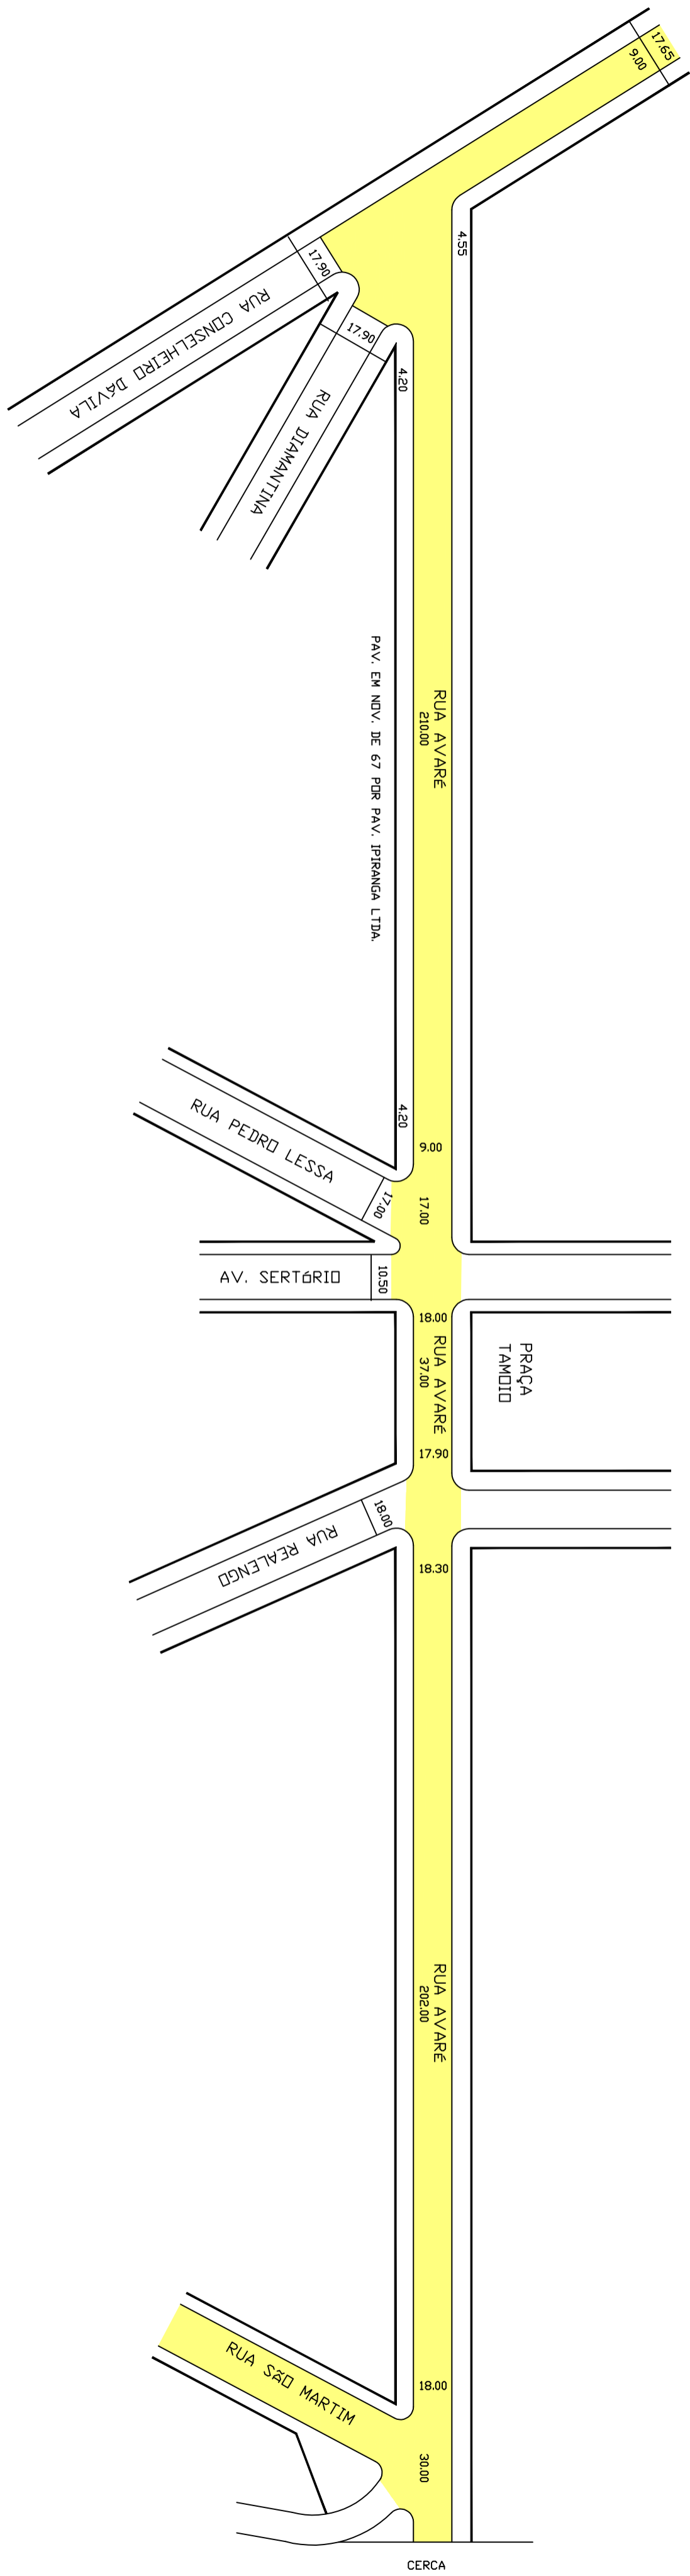 17.65
9.00
4.55
17.90
RUA CONSELHEIRO DÁVILA
17.90
4.20
RUA DIAMANTINA
PAV. EM NOV. DE 67 POR PAV. IPIRANGA LTDA.
RUA AVARÉ
210.00
RUA PEDRO LESSA
4.20
9.00
17.00
17.00
AV. SERTóRIO
10.50
18.00
RUA AVARÉ
37.00
PRAÇA
TAMOIO
17.90
18.00
RUA REALENGO
18.30
RUA AVARÉ
202.00
RUA SÃO MARTIM
18.00
30.00
CERCA